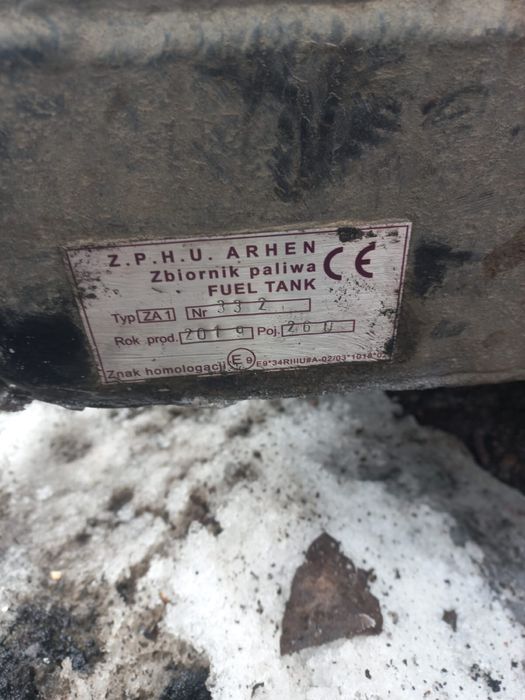 Z.P.H.U. ARHEN
Zbiornik paliwa CE
FUEL TANK
Typ ZA1 Nr 332
Rok prod. 2019 Poj. 260
Znak homologacji E9